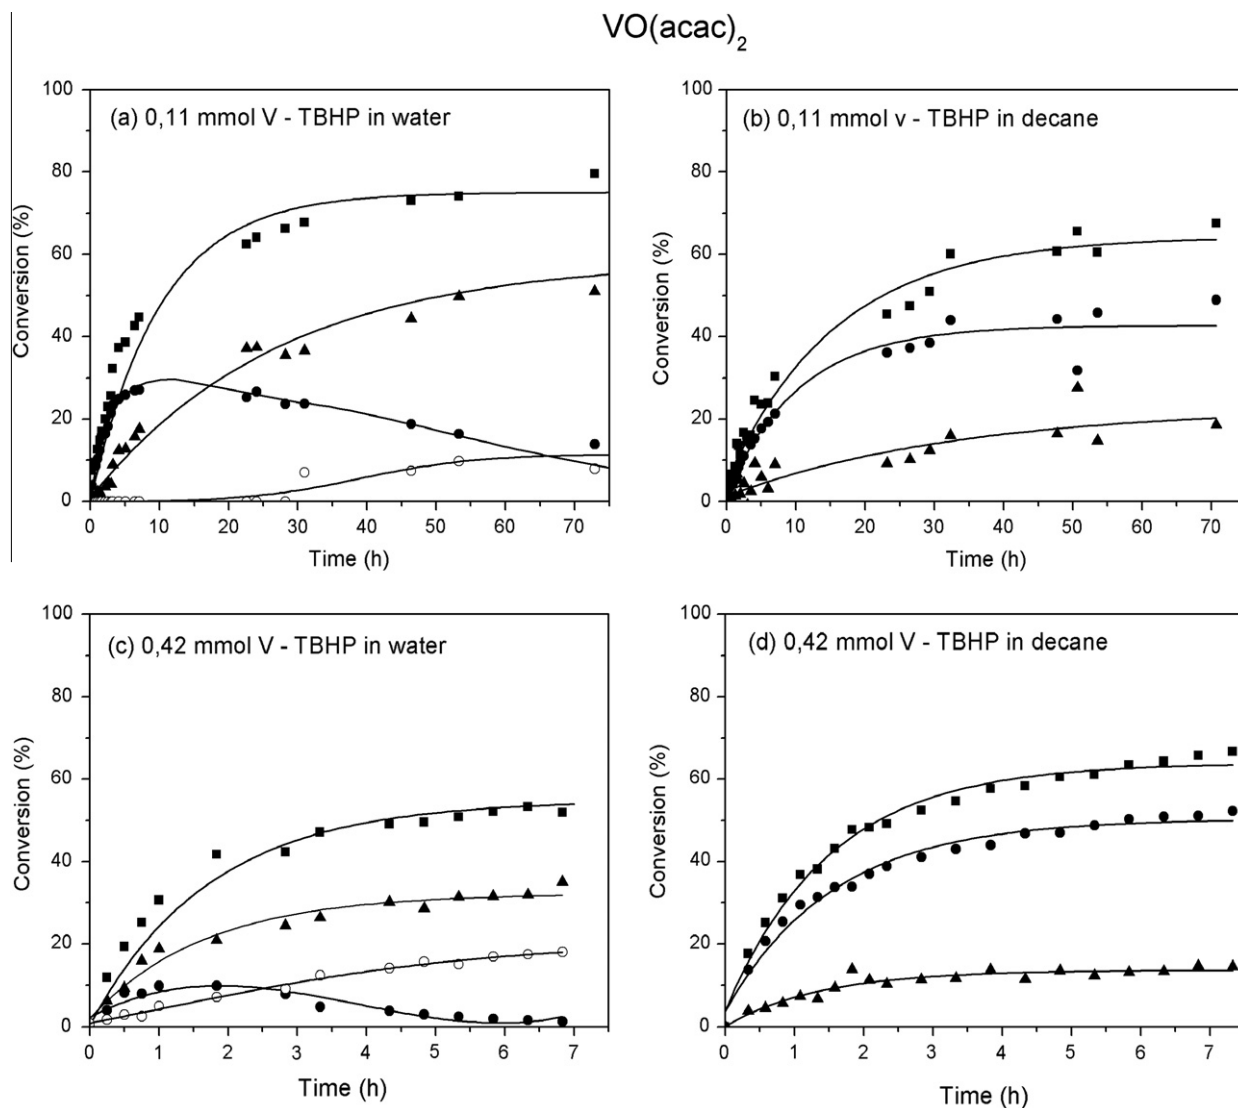 VO(acac)₂
(a) 0,11 mmol V - TBHP in water
100
80
60
40
20
0
Conversion (%)
0 10 20 30 40 50 60 70
Time (h)
(b) 0,11 mmol v - TBHP in decane
100
80
60
40
20
0
Conversion (%)
0 10 20 30 40 50 60 70
Time (h)
(c) 0,42 mmol V - TBHP in water
100
80
60
40
20
0
Conversion (%)
0 1 2 3 4 5 6 7
Time (h)
(d) 0,42 mmol V - TBHP in decane
100
80
60
40
20
0
Conversion (%)
0 1 2 3 4 5 6 7
Time (h)